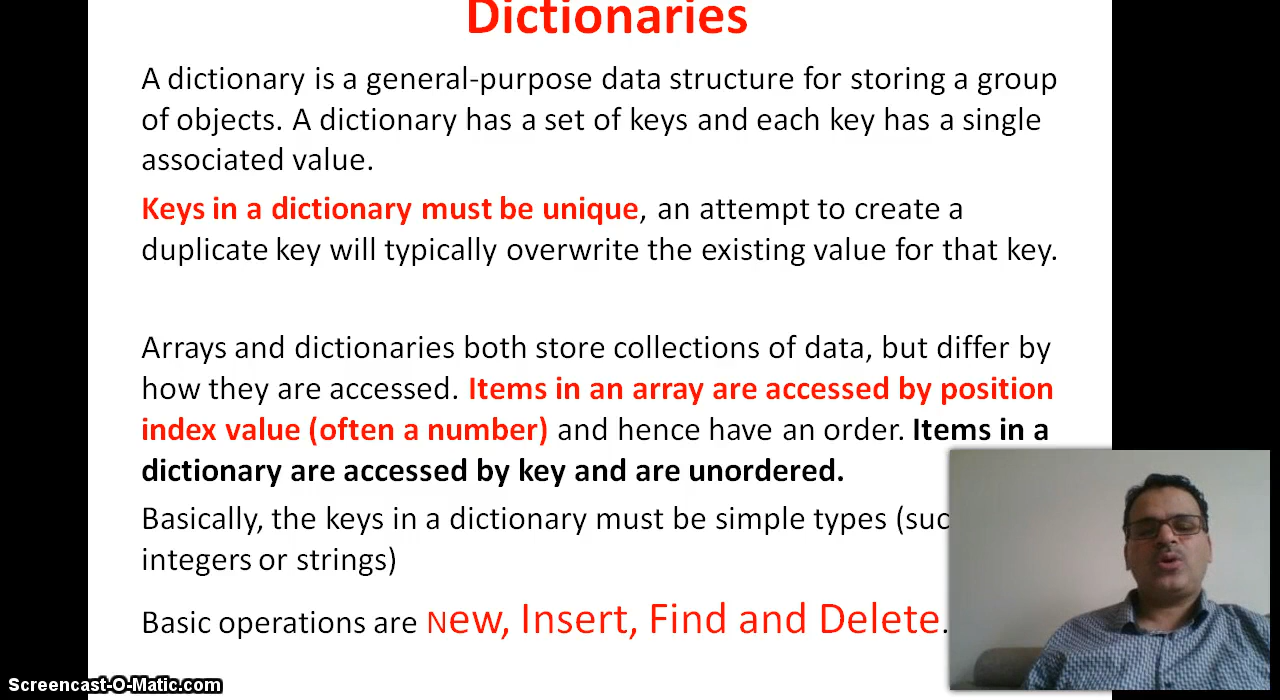 Dictionaries
A dictionary is a general-purpose data structure for storing a group
of objects. A dictionary has a set of keys and each key has a single
associated value.
Keys in a dictionary must be unique, an attempt to create a
duplicate key will typically overwrite the existing value for that key.
Arrays and dictionaries both store collections of data, but differ by
how they are accessed. Items in an array are accessed by position
index value (often a number) and hence have an order. Items in a
dictionary are accessed by key and are unordered.
Basically, the keys in a dictionary must be simple types (suc
integers or strings)
Basic operations are New, Insert, Find and Delete.
Screencast-O-Matic.com